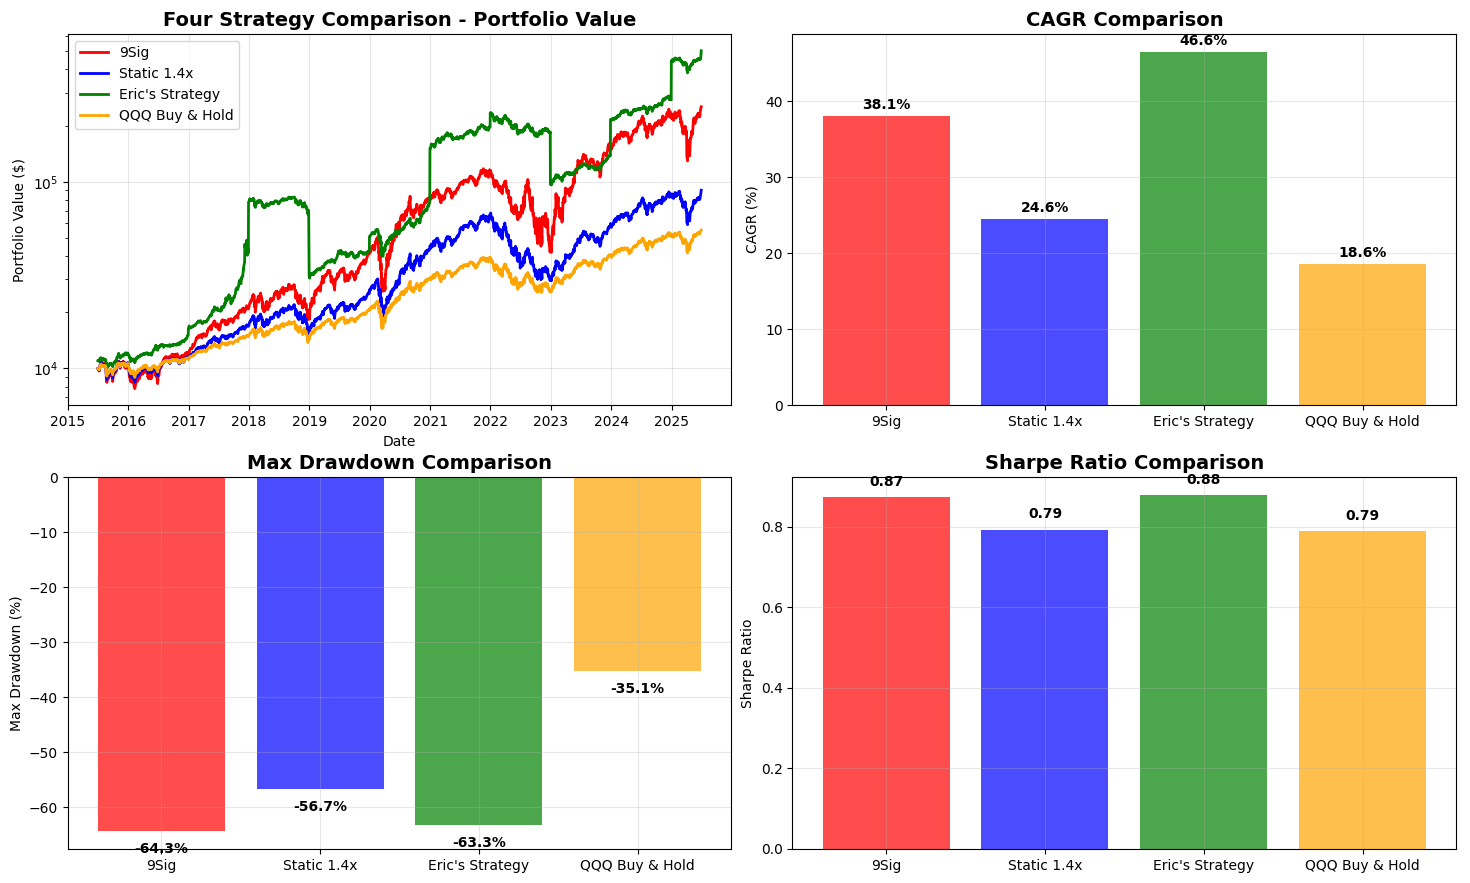 Four Strategy Comparison - Portfolio Value
9Sig
Static 1.4x
Eric's Strategy
QQQ Buy & Hold
Portfolio Value ($)
10^5
10^4
2015 2016 2017 2018 2019 2020 2021 2022 2023 2024 2025
Date
CAGR Comparison
CAGR (%)
40
30
20
10
0
38.1%
24.6%
46.6%
18.6%
9Sig Static 1.4x Eric's Strategy QQQ Buy & Hold
Max Drawdown Comparison
Max Drawdown (%)
0
−10
−20
−30
−40
−50
−60
-64.3%
-56.7%
-63.3%
-35.1%
9Sig Static 1.4x Eric's Strategy QQQ Buy & Hold
Sharpe Ratio Comparison
Sharpe Ratio
0.8
0.6
0.4
0.2
0.0
0.87
0.79
0.88
0.79
9Sig Static 1.4x Eric's Strategy QQQ Buy & Hold